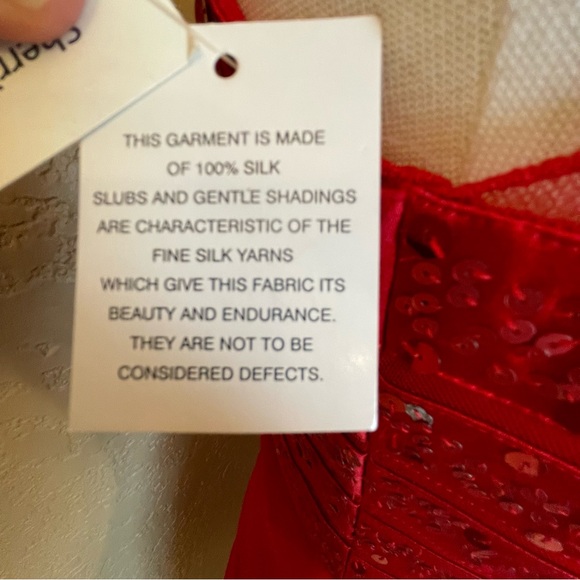 Sherri
THIS GARMENT IS MADE
OF 100% SILK
SLUBS AND GENTLE SHADINGS
ARE CHARACTERISTIC OF THE
FINE SILK YARNS
WHICH GIVE THIS FABRIC ITS
BEAUTY AND ENDURANCE.
THEY ARE NOT TO BE
CONSIDERED DEFECTS.